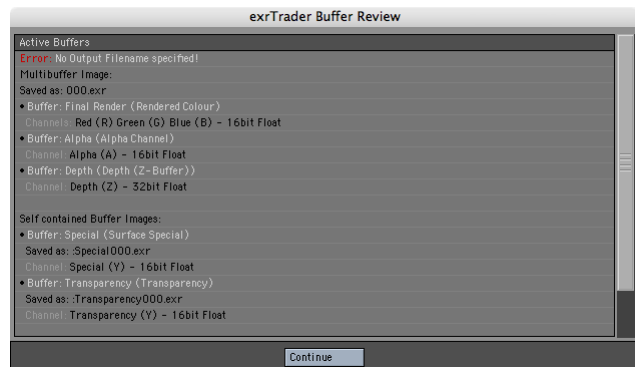 exrTrader Buffer Review
Active Buffers
Error: No Output Filename specified!
Multibuffer Image:
Saved as: 000.exr
◆ Buffer: Final Render (Rendered Colour)
Channels: Red (R) Green (G) Blue (B) - 16bit Float
◆ Buffer: Alpha (Alpha Channel)
Channel: Alpha (A) - 16bit Float
◆ Buffer: Depth (Depth (Z-Buffer))
Channel: Depth (Z) - 32bit Float
Self contained Buffer Images:
◆ Buffer: Special (Surface Special)
Saved as: :Special000.exr
Channel: Special (Y) - 16bit Float
◆ Buffer: Transparency (Transparency)
Saved as: :Transparency000.exr
Channel: Transparency (Y) - 16bit Float
Continue